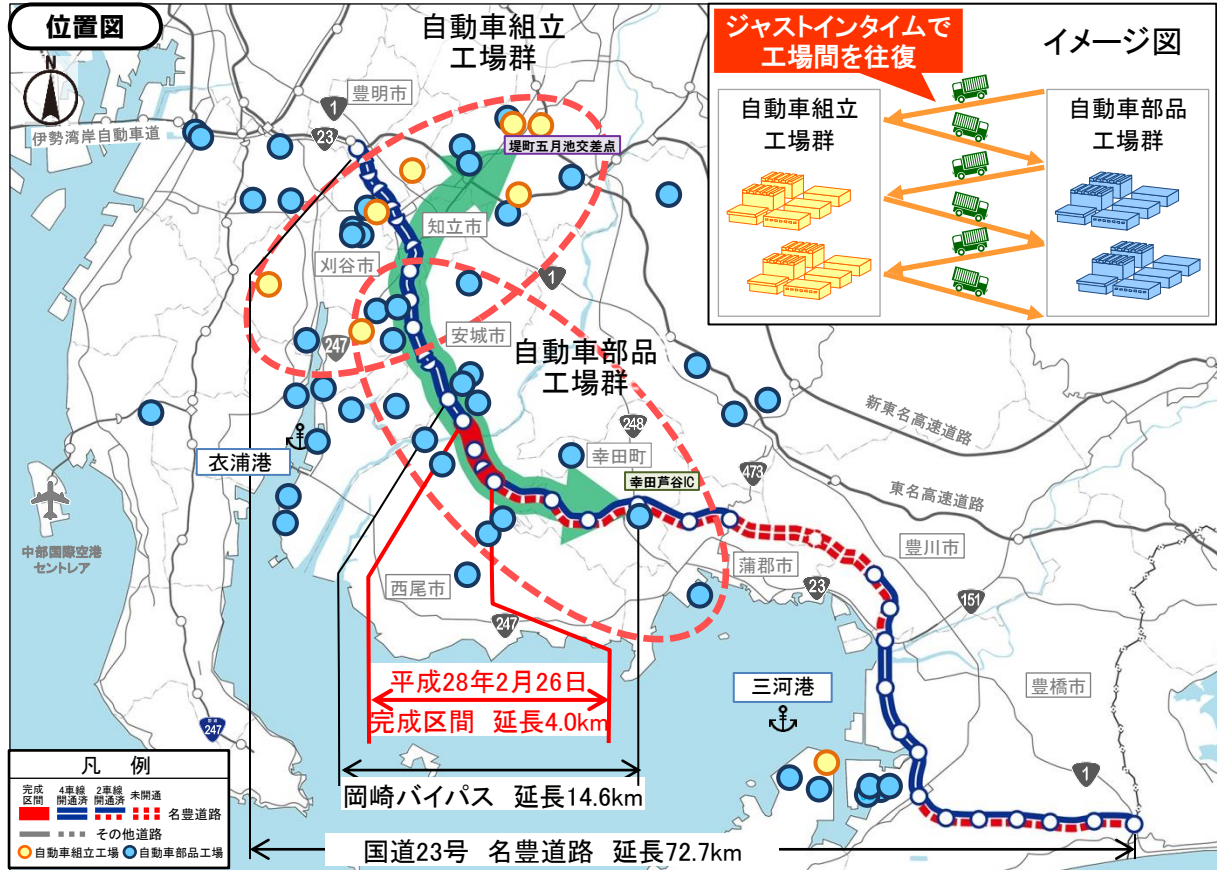 位置図
N
自動車組立
工場群
豊明市
1
23
伊勢湾岸自動車道
堤町五月池交差点
知立市
刈谷市
1
安城市
247
自動車部品
工場群
248
新東名高速道路
衣浦港
幸田町
幸田芦谷IC
473
東名高速道路
中部国際空港
セントレア
豊川市
蒲郡市
西尾市
23
151
247
平成28年2月26日
完成区間 延長4.0km
三河港
豊橋市
247
1
岡崎バイパス 延長14.6km
国道23号 名豊道路 延長72.7km
ジャストインタイムで
工場間を往復
イメージ図
自動車組立
工場群
自動車部品
工場群
凡 例
完成
区間
4車線
開通済
2車線
開通済
未開通
名豊道路
その他道路
自動車組立工場
自動車部品工場